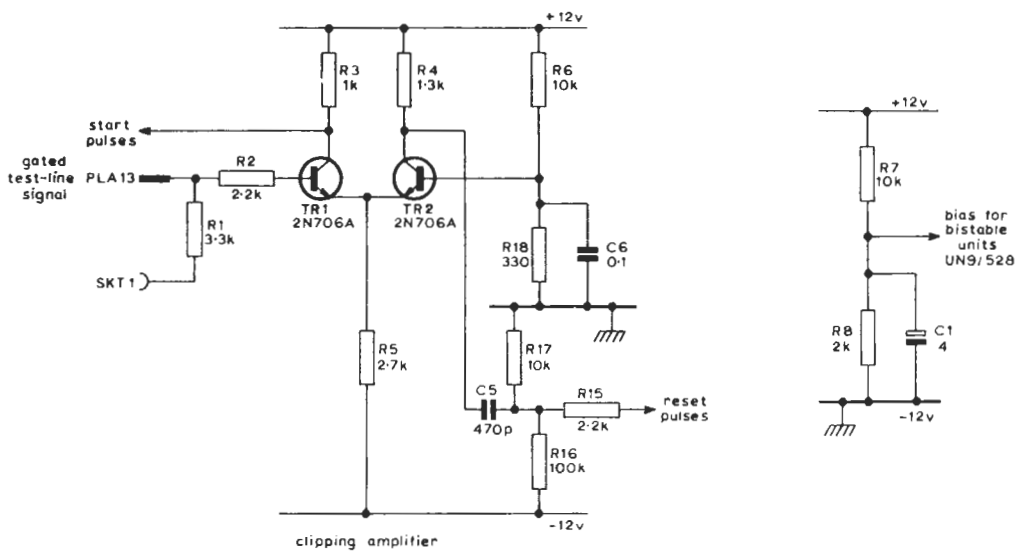 +12v
R3
1k
R4
1·3k
R6
10k
start
pulses
gated
test-line
signal
PLA13
R2
2·2k
TR1
2N706A
TR2
2N706A
R1
3·3k
SKT1
R18
330
C6
0·1
R5
2·7k
R17
10k
C5
470p
R15
2·2k
reset
pulses
R16
100k
-12v
clipping amplifier
+12v
R7
10k
bias for
bistable
units
UN9/528
R8
2k
C1
4
-12v